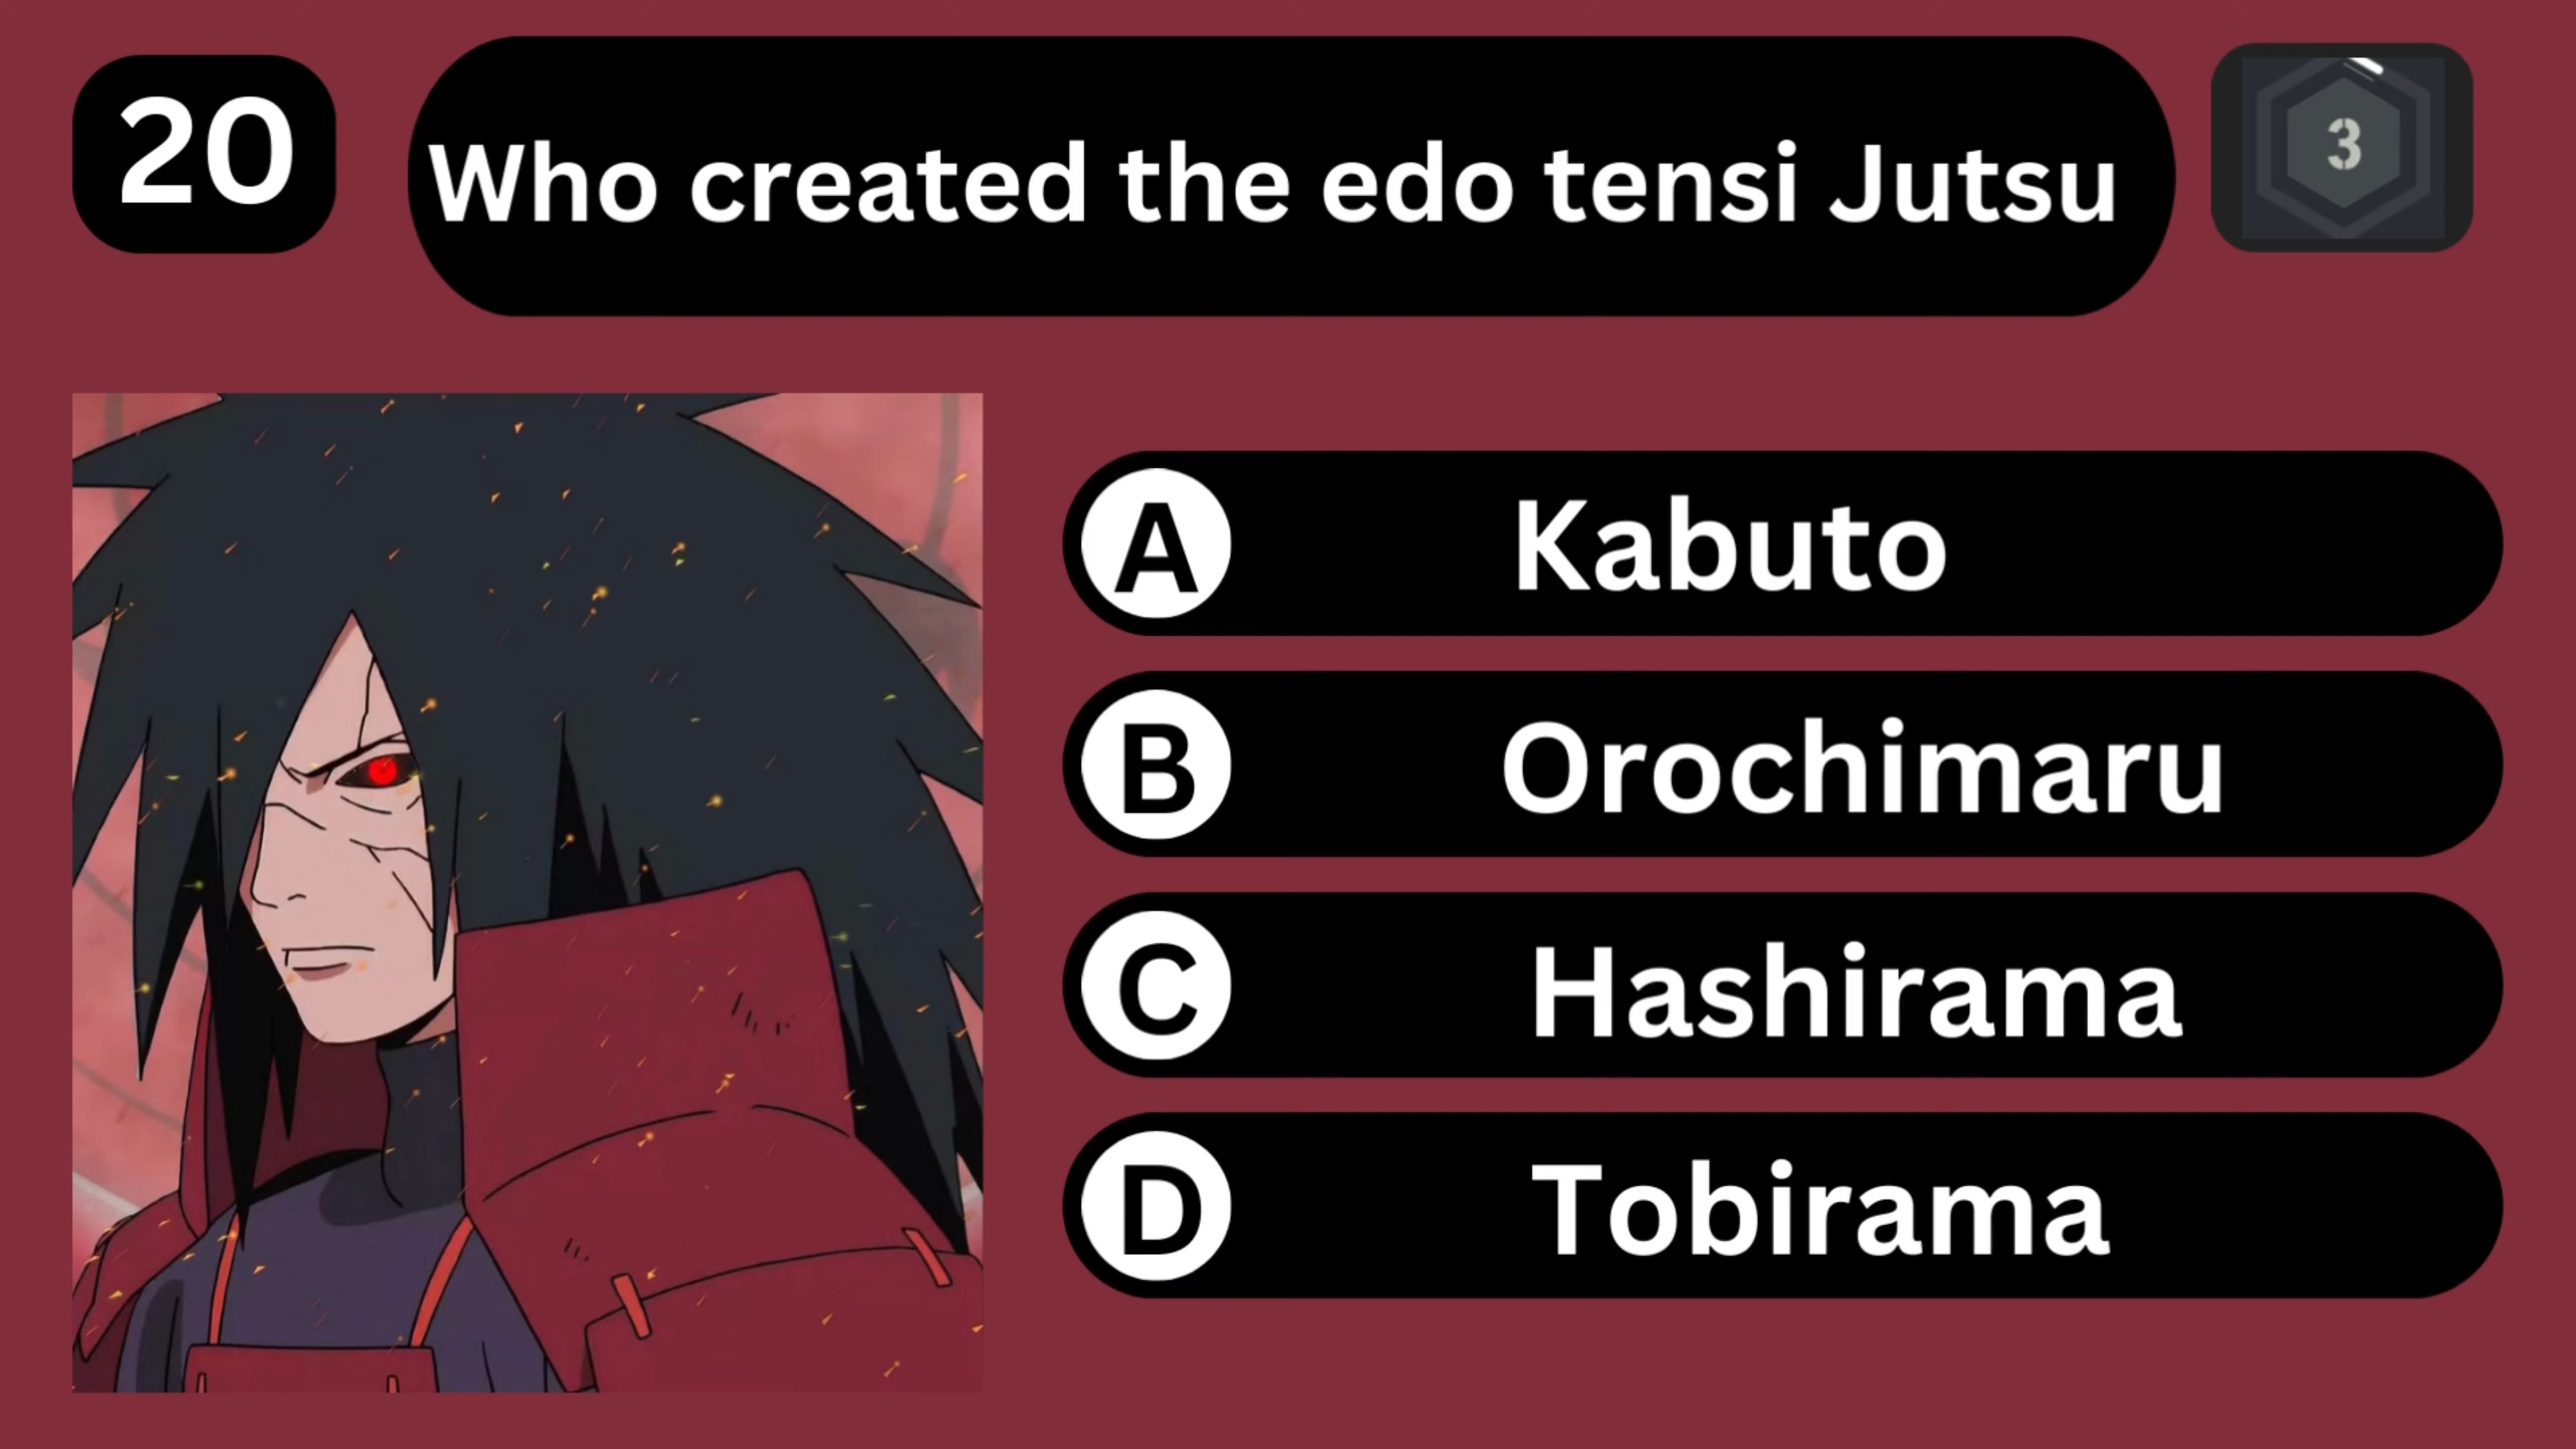 20
Who created the edo tensi Jutsu
3
A
Kabuto
B
Orochimaru
C
Hashirama
D
Tobirama